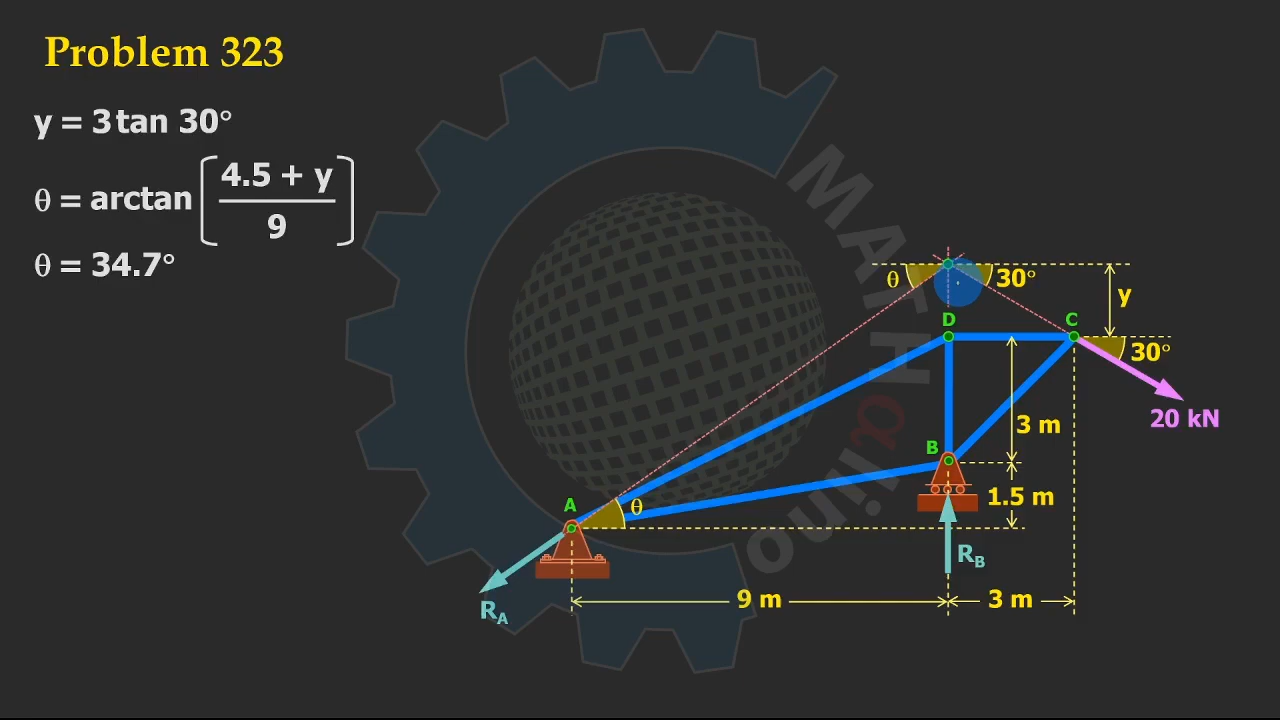 Problem 323
y = 3 tan 30°
θ = arctan [ (4.5 + y) / 9 ]
θ = 34.7°
MATHalino
θ
30°
y
D
C
30°
20 kN
3 m
B
1.5 m
A
θ
R_A
R_B
9 m
3 m